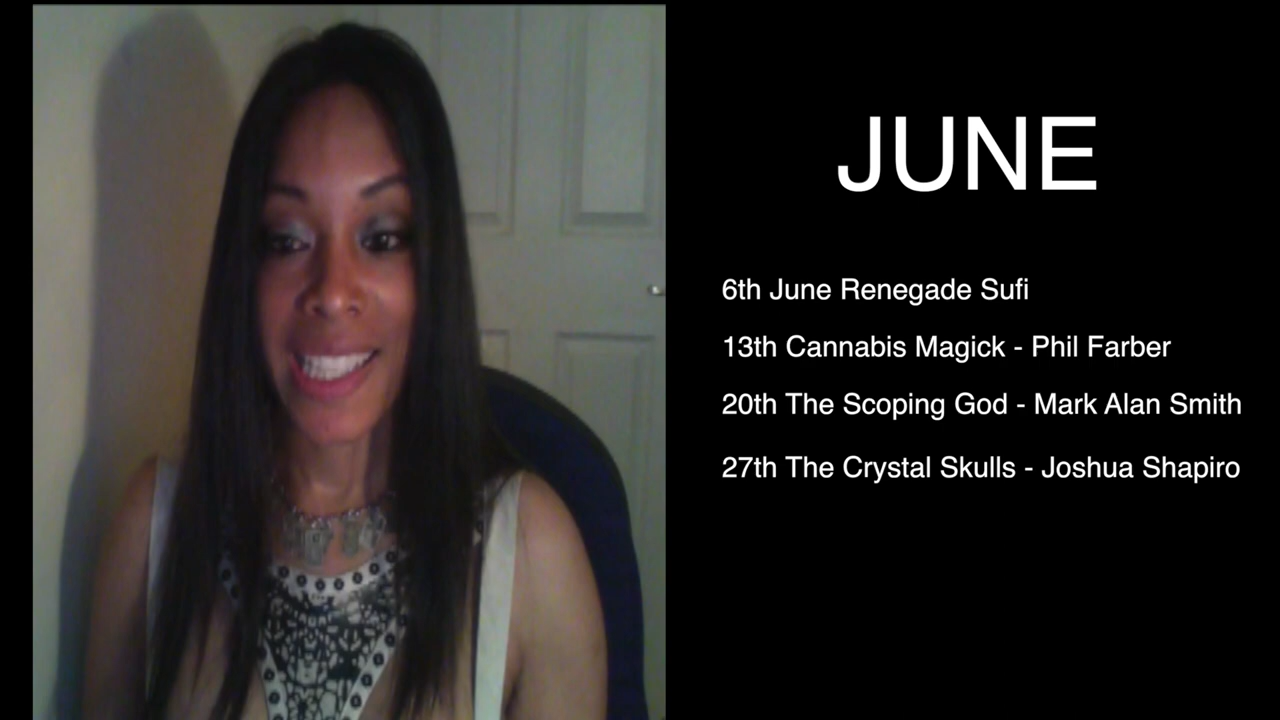 JUNE
6th June Renegade Sufi
13th Cannabis Magick - Phil Farber
20th The Scoping God - Mark Alan Smith
27th The Crystal Skulls - Joshua Shapiro